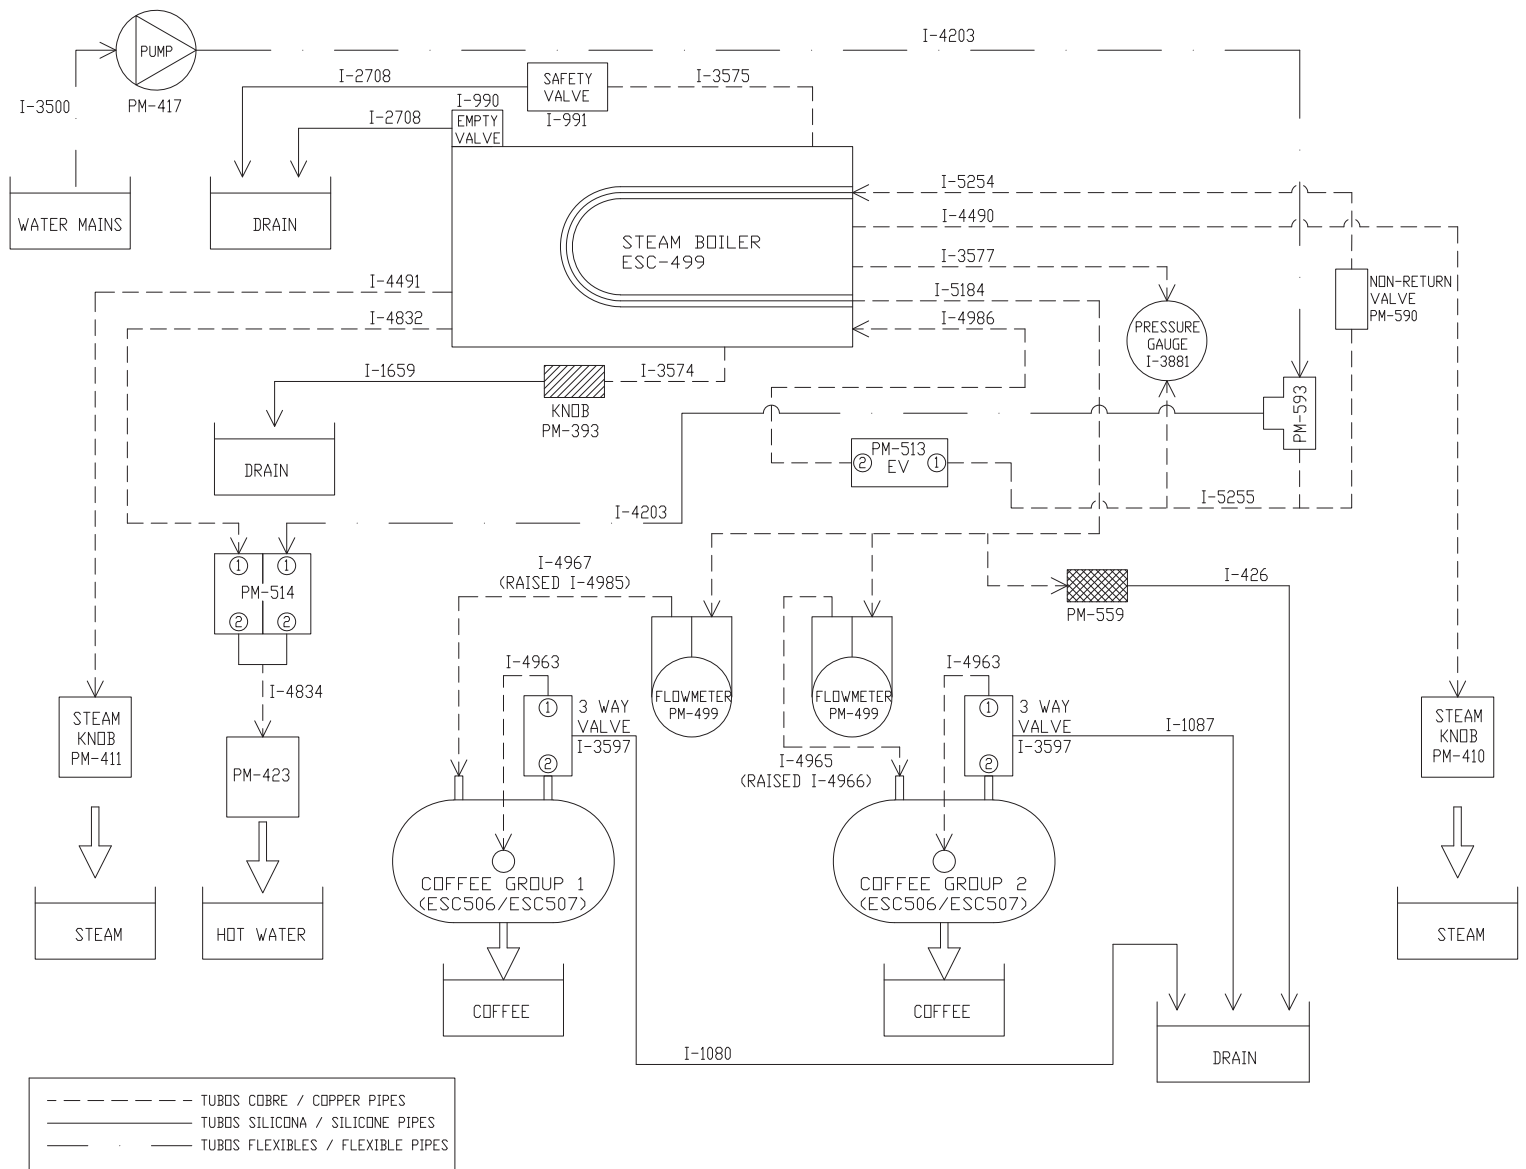 I-4203
PUMP
PM-417
I-3500
I-2708
SAFETY
VALVE
I-991
I-3575
I-990
EMPTY
VALVE
I-2708
WATER MAINS
DRAIN
STEAM BOILER
ESC-499
I-5254
I-4490
I-3577
I-5184
I-4986
NON-RETURN
VALVE
PM-590
PRESSURE
GAUGE
I-3881
I-4491
I-4832
I-1659
I-3574
KNOB
PM-393
DRAIN
PM-593
PM-513
EV
2
1
I-5255
I-4203
1
1
PM-514
2
2
I-4967
(RAISED I-4985)
I-426
PM-559
I-4834
I-4963
FLOWMETER
PM-499
FLOWMETER
PM-499
I-4963
STEAM
KNOB
PM-411
PM-423
1
2
3 WAY
VALVE
I-3597
I-4965
(RAISED I-4966)
1
2
3 WAY
VALVE
I-3597
I-1087
STEAM
KNOB
PM-410
COFFEE GROUP 1
(ESC506/ESC507)
COFFEE GROUP 2
(ESC506/ESC507)
STEAM
HOT WATER
STEAM
COFFEE
COFFEE
I-1080
DRAIN
TUBOS COBRE / COPPER PIPES
TUBOS SILICONA / SILICONE PIPES
TUBOS FLEXIBLES / FLEXIBLE PIPES